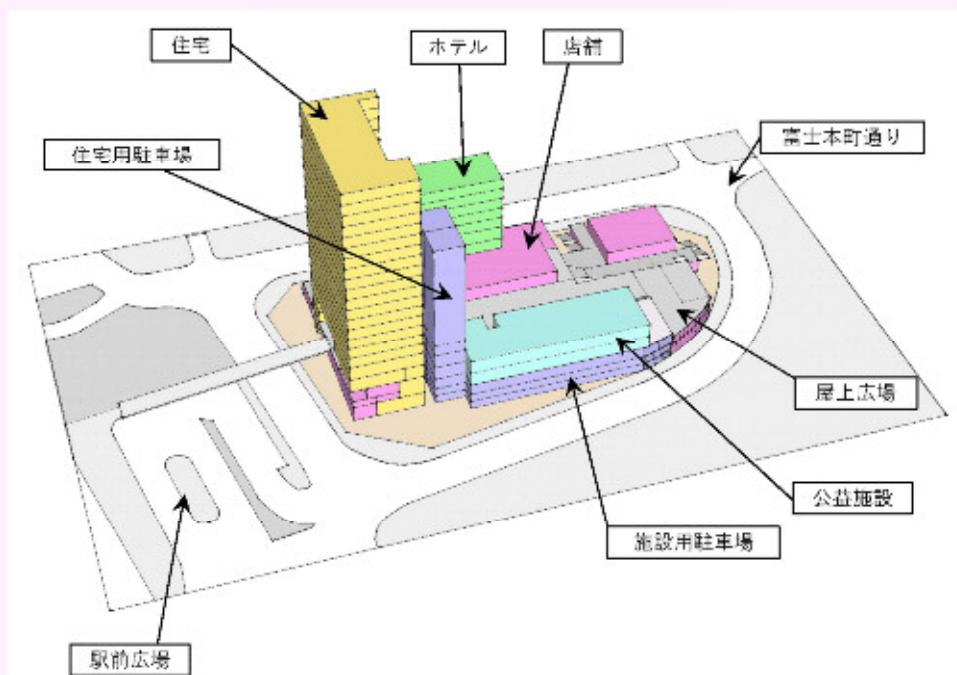 住宅
ホテル
店舗
富士本町通り
住宅用駐車場
屋上広場
公益施設
施設用駐車場
駅前広場